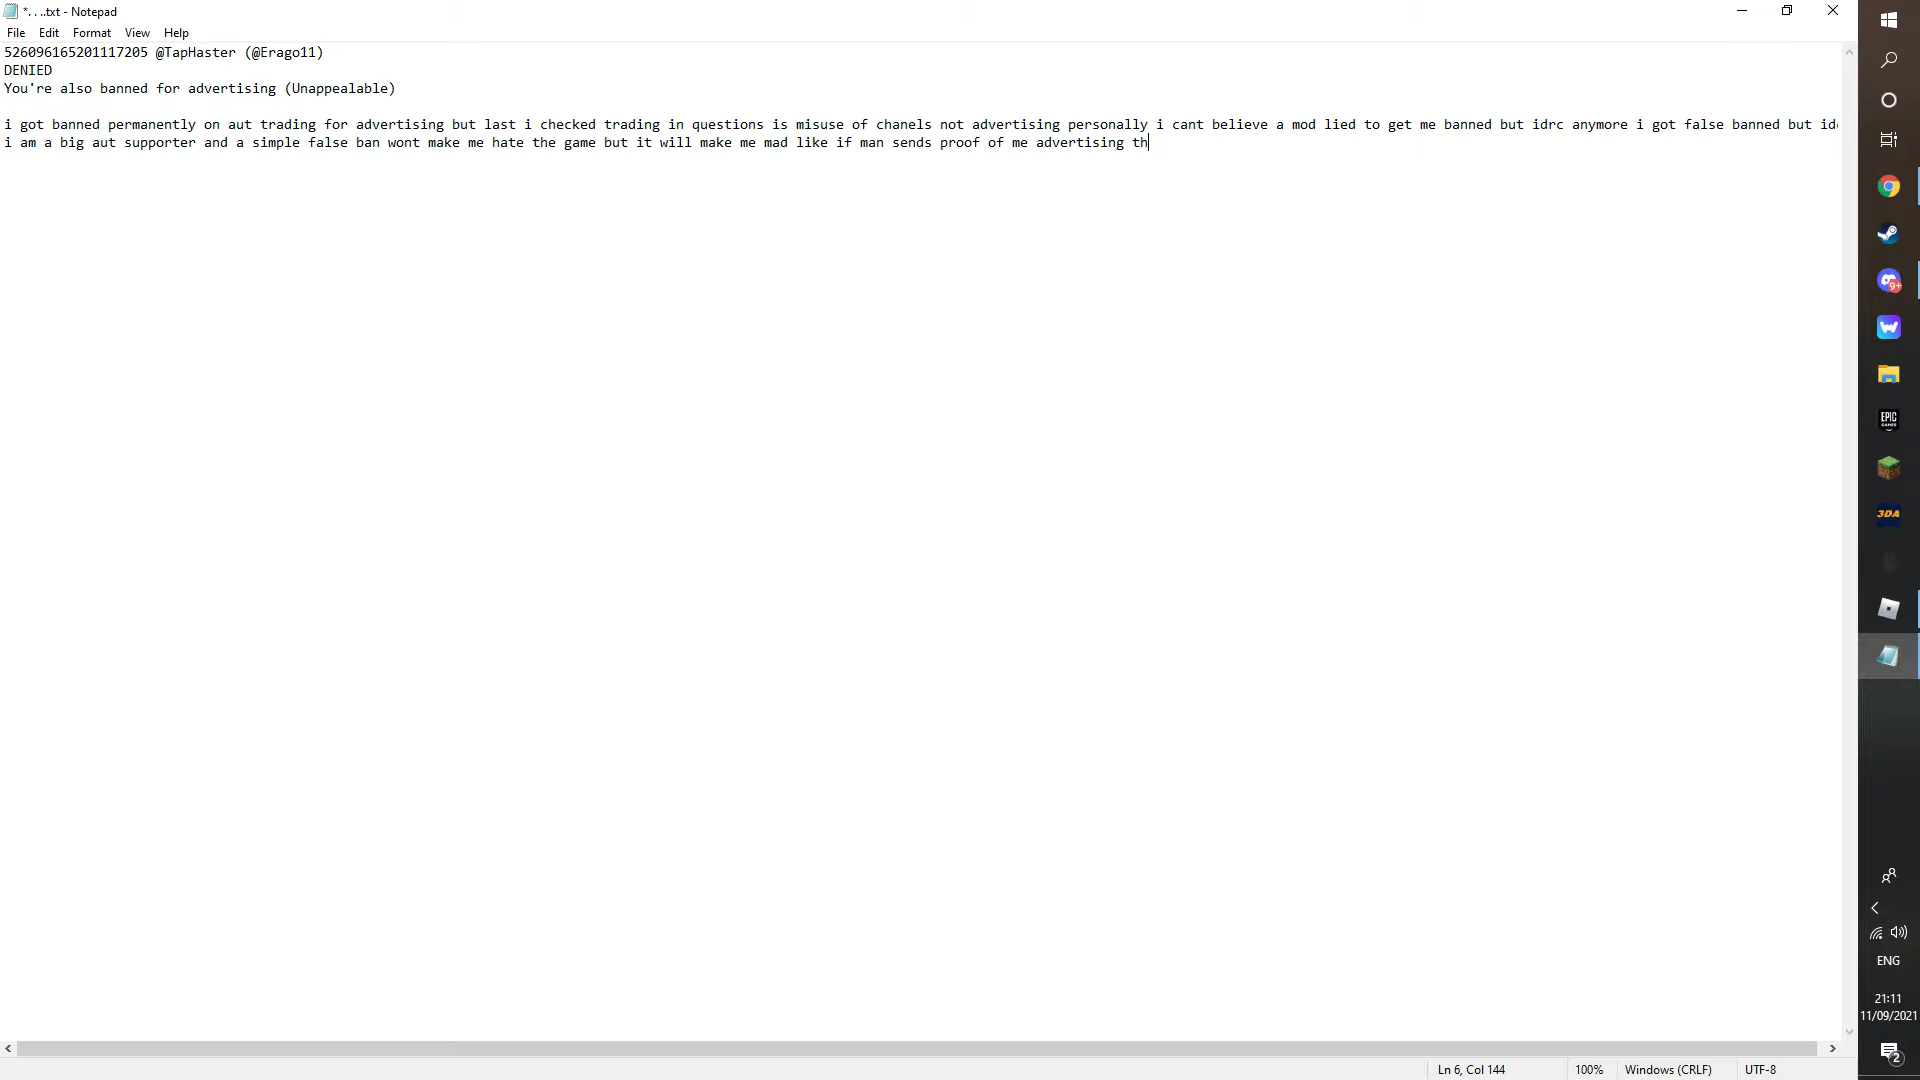 *. . ..txt - Notepad
File Edit Format View Help
526096165201117205 @TapHaster (@Erago11)
DENIED
You're also banned for advertising (Unappealable)
i got banned permanently on aut trading for advertising but last i checked trading in questions is misuse of chanels not advertising personally i cant believe a mod lied to get me banned but idrc anymore i got false banned but
i am a big aut supporter and a simple false ban wont make me hate the game but it will make me mad like if man sends proof of me advertising th
9+
EPIC
GAMES
3DA
ENG
21:11
11/09/2021
2
Ln 6, Col 144 100% Windows (CRLF) UTF-8